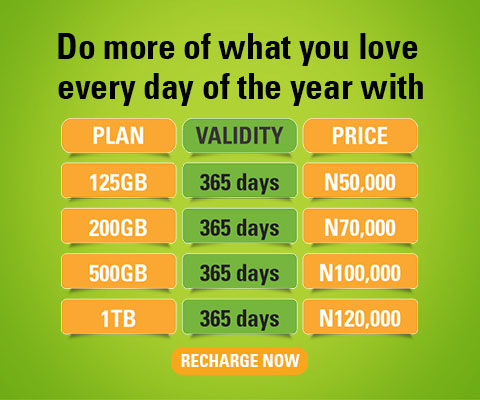 Do more of what you love
every day of the year with
PLAN VALIDITY PRICE
125GB 365 days N50,000
200GB 365 days N70,000
500GB 365 days N100,000
1TB 365 days N120,000
RECHARGE NOW